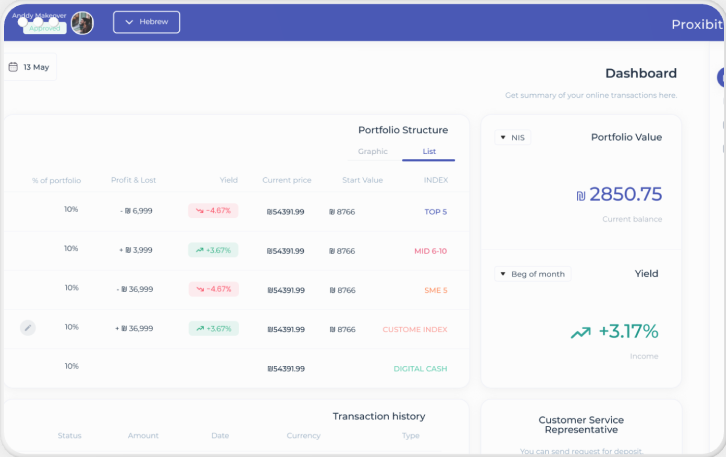 Anddy Makeover
Approved
Hebrew
Proxibit
13 May
Dashboard
Get summary of your online transactions here.
Portfolio Structure
Graphic List
% of portfolio Profit & Lost Yield Current price Start Value INDEX
10% - ₪ 6,999 -4.67% ₪54391.99 ₪ 8766 TOP 5
10% + ₪ 3,999 +3.67% ₪54391.99 ₪ 8766 MID 6-10
10% - ₪ 36,999 -4.67% ₪54391.99 ₪ 8766 SME 5
10% + ₪ 36,999 +3.67% ₪54391.99 ₪ 8766 CUSTOME INDEX
10% ₪54391.99 DIGITAL CASH
NIS Portfolio Value
₪ 2850.75
Current balance
Beg of month Yield
+3.17%
Income
Transaction history
Status Amount Date Currency Type
Customer Service
Representative
You can send request for deposit,